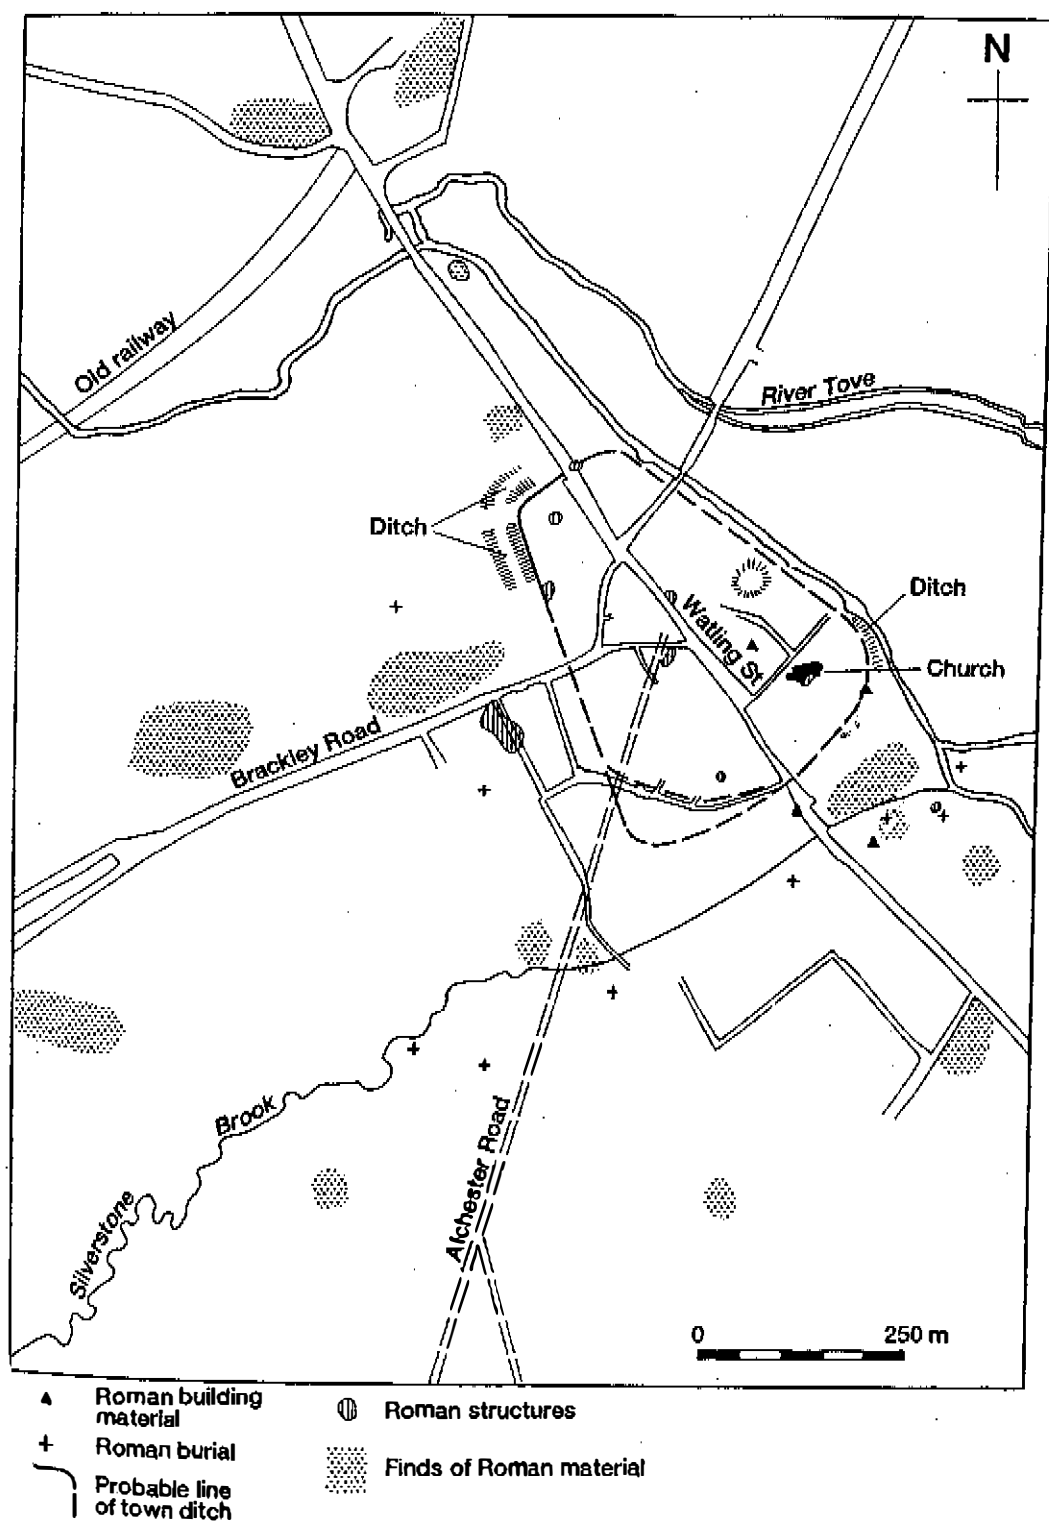 N
Old railway
River Tove
Ditch
Ditch
Watling St
Church
Brackley Road
Alchester Road
Silverstone Brook
0 250 m
Roman building
material
Roman burial
Probable line
of town ditch
Roman structures
Finds of Roman material